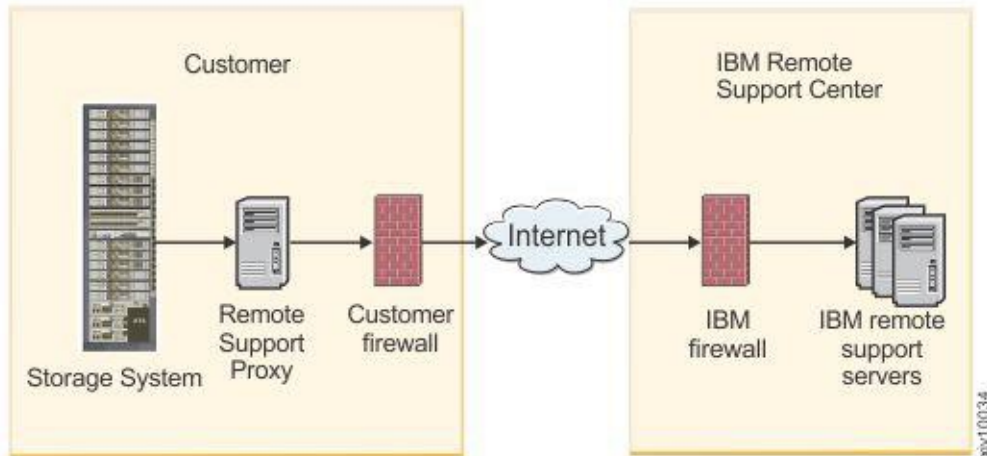 Customer
IBM Remote
Support Center
Internet
Storage System
Remote
Support
Proxy
Customer
firewall
IBM
firewall
IBM remote
support
servers
xiv10034